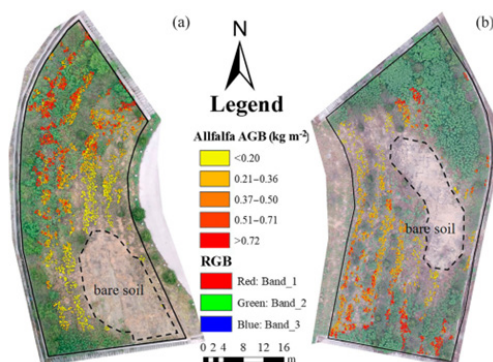 (a)
N
(b)
Legend
Allfalfa AGB (kg m⁻²)
<0.20
0.21–0.36
0.37–0.50
0.51–0.71
>0.72
RGB
Red: Band_1
Green: Band_2
Blue: Band_3
0 2 4 8 12 16
m
bare soil
bare soil